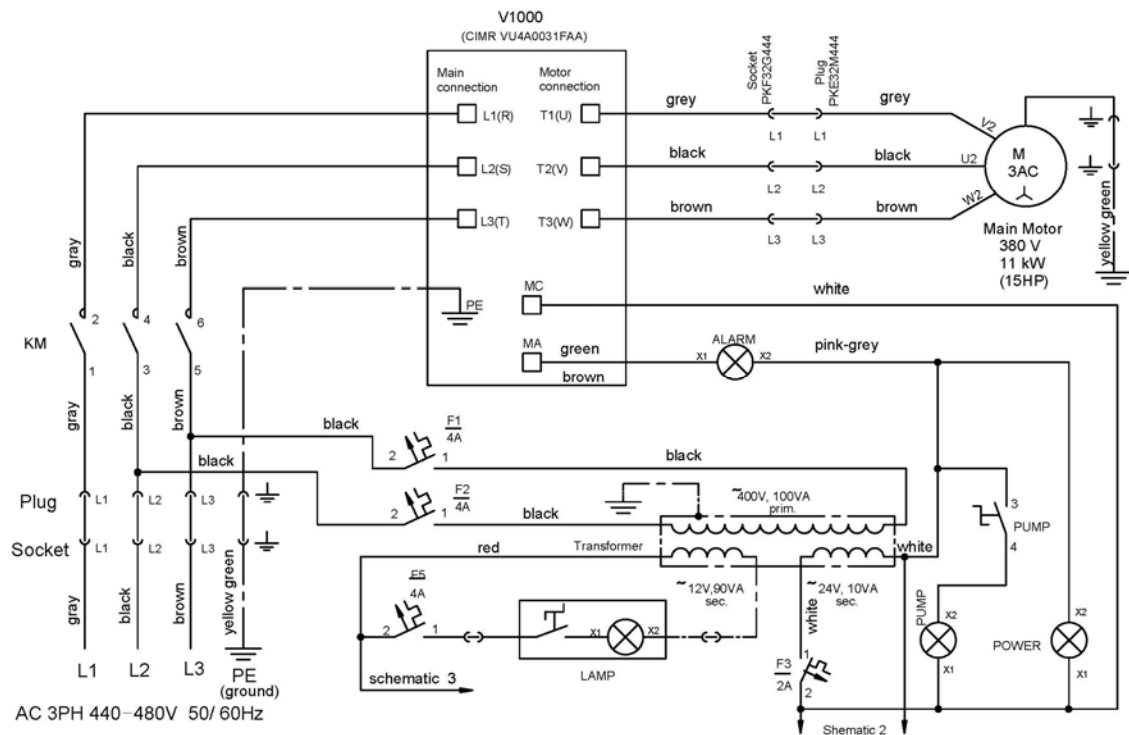 V1000
(CIMR VU4A0031FAA)
Main
connection
Motor
connection
L1(R)
T1(U)
L2(S)
T2(V)
L3(T)
T3(W)
PE
MC
MA
Socket
PKF32G444
Plug
PKE32M444
grey
grey
L1
L1
black
black
L2
L2
brown
brown
L3
L3
V2
U2
W2
M
3AC
Main Motor
380 V
11 kW
(15HP)
yellow green
gray
black
brown
KM
2
4
6
1
3
5
gray
black
brown
white
green
brown
X1
ALARM
X2
pink-grey
black
2
F1
4A
1
black
black
2
F2
4A
1
black
~400V, 100VA
prim.
3
PUMP
4
Plug
L1
L2
L3
Socket
L1
L2
L3
red
Transformer
white
~12V,90VA
sec.
~24V, 10VA
sec.
F5
4A
2
1
X1
X2
LAMP
white
1
F3
2A
2
PUMP
X2
X1
POWER
X2
X1
gray
black
brown
yellow green
L1
L2
L3
PE
(ground)
schematic 3
AC 3PH 440-480V 50/ 60Hz
Shematic 2